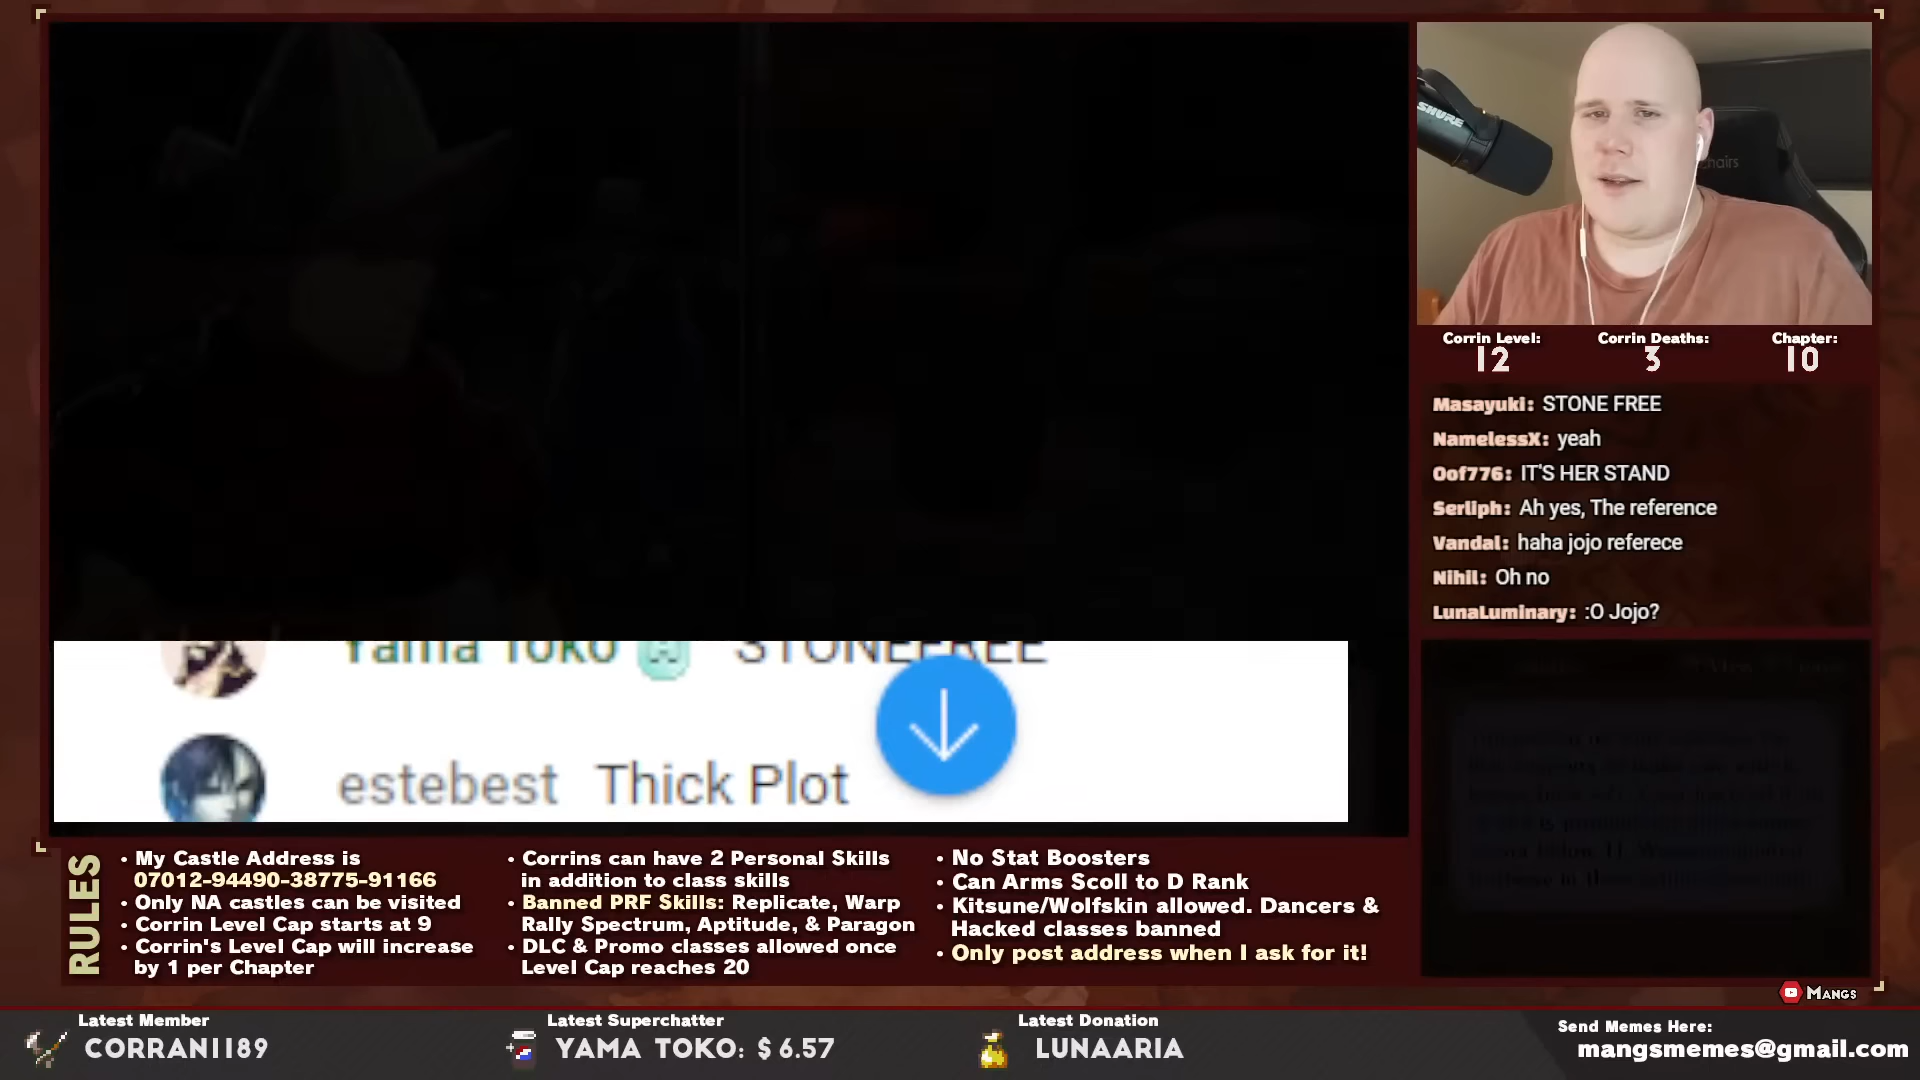 SHURE
chairs
Corrin Level:
12
Corrin Deaths:
3
Chapter:
10
Masayuki: STONE FREE
NamelessX: yeah
Oof776: IT'S HER STAND
Serliph: Ah yes, The reference
Vandal: haha jojo referece
Nihil: Oh no
LunaLuminary: :O Jojo?
Yama Toko STONEFREE
estebest Thick Plot
RULES
• My Castle Address is
07012-94490-38775-91166
• Only NA castles can be visited
• Corrin Level Cap starts at 9
• Corrin's Level Cap will increase
by 1 per Chapter
• Corrins can have 2 Personal Skills
in addition to class skills
• Banned PRF Skills: Replicate, Warp
Rally Spectrum, Aptitude, & Paragon
• DLC & Promo classes allowed once
Level Cap reaches 20
• No Stat Boosters
• Can Arms Scoll to D Rank
• Kitsune/Wolfskin allowed. Dancers &
Hacked classes banned
• Only post address when I ask for it!
MANGS
Latest Member
CORRAN1189
Latest Superchatter
YAMA TOKO: $6.57
Latest Donation
LUNAARIA
Send Memes Here:
mangsmemes@gmail.com